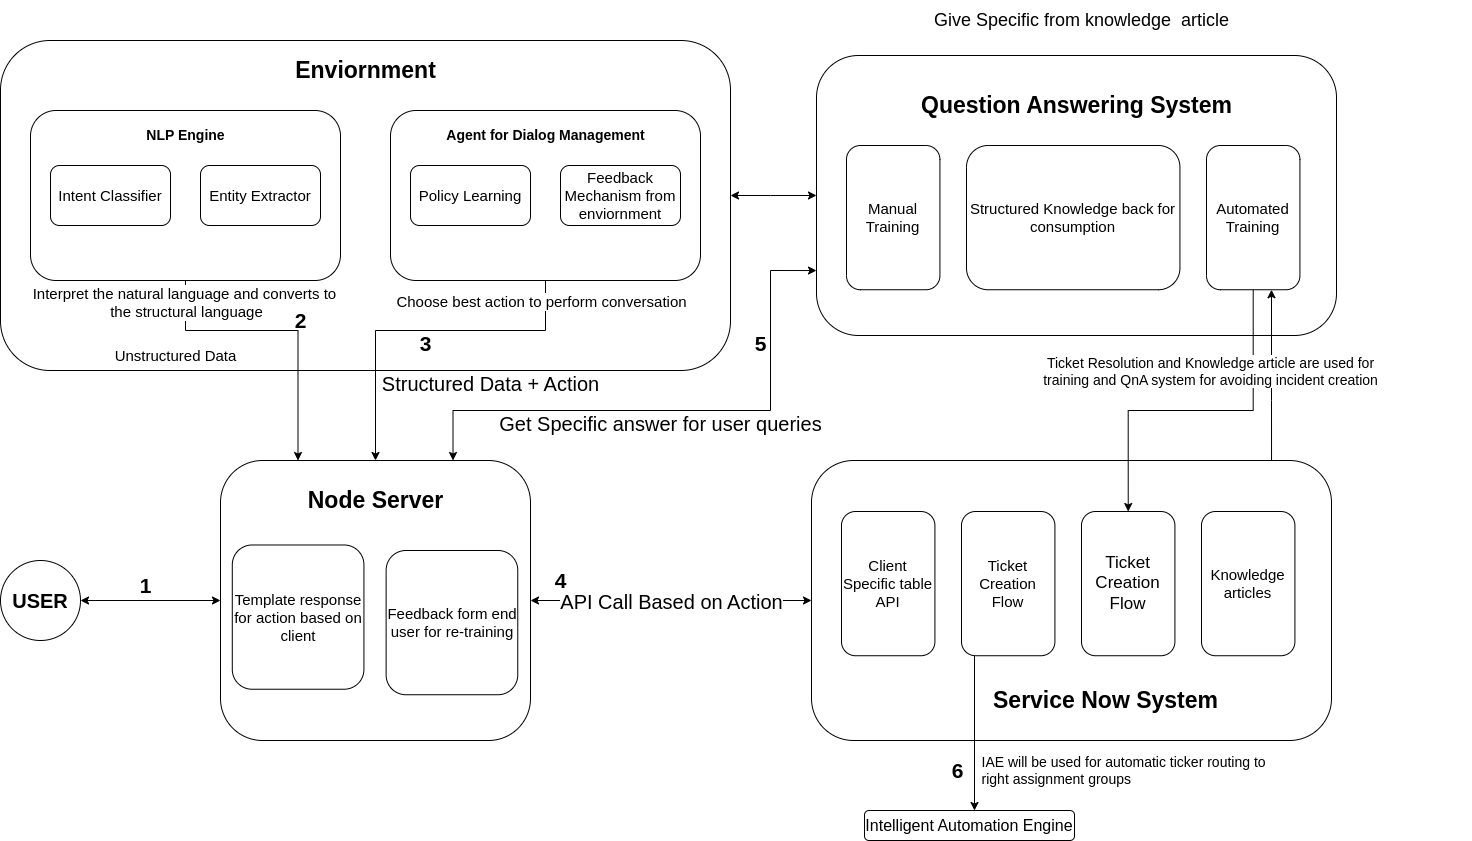 Give Specific from knowledge  article
Enviornment
NLP Engine
Intent Classifier
Entity Extractor
Agent for Dialog Management
Policy Learning
Feedback
Mechanism from
enviornment
Interpret the natural language and converts to
the structural language
2
Unstructured Data
Choose best action to perform conversation
3
Structured Data + Action
Question Answering System
Manual
Training
Structured Knowledge back for
consumption
Automated
Training
5
Get Specific answer for user queries
Ticket Resolution and Knowledge article are used for
training and QnA system for avoiding incident creation
USER
1
Node Server
Template response
for action based on
client
Feedback form end
user for re-training
4
API Call Based on Action
Client
Specific table
API
Ticket
Creation
Flow
Ticket
Creation
Flow
Knowledge
articles
Service Now System
6
IAE will be used for automatic ticker routing to
right assignment groups
Intelligent Automation Engine